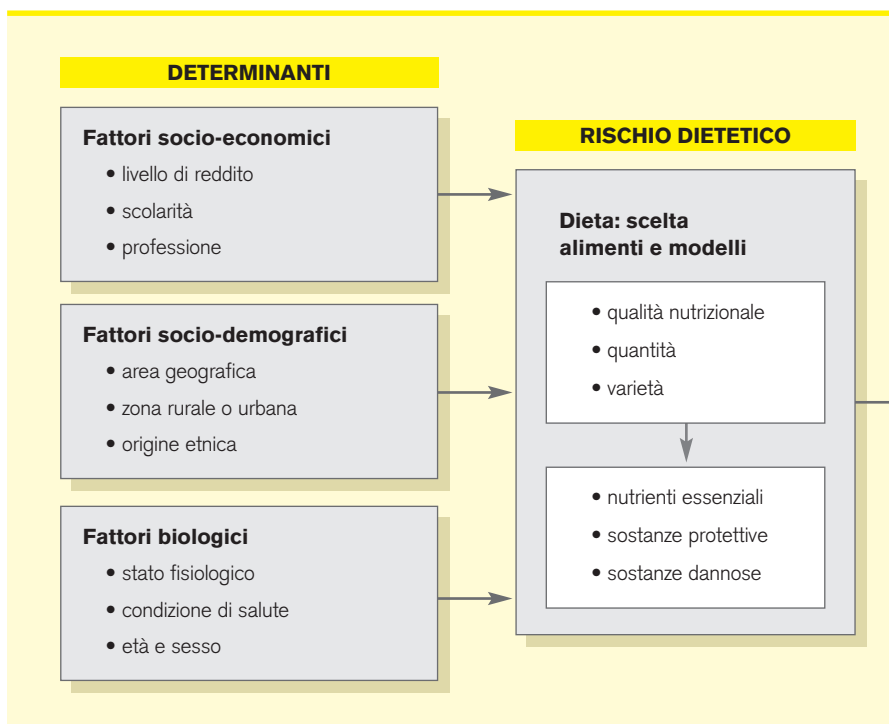 DETERMINANTI
Fattori socio-economici
• livello di reddito
• scolarità
• professione
Fattori socio-demografici
• area geografica
• zona rurale o urbana
• origine etnica
Fattori biologici
• stato fisiologico
• condizione di salute
• età e sesso
RISCHIO DIETETICO
Dieta: scelta
alimenti e modelli
• qualità nutrizionale
• quantità
• varietà
• nutrienti essenziali
• sostanze protettive
• sostanze dannose